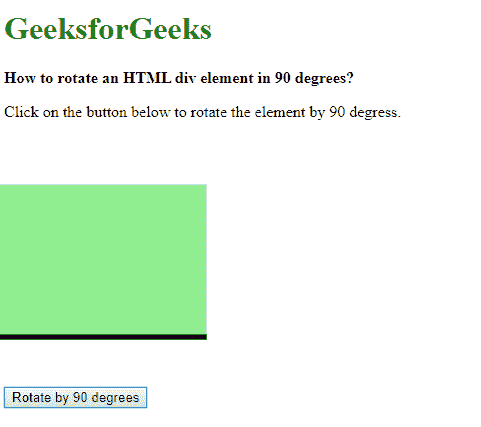 GeeksforGeeks
How to rotate an HTML div element in 90 degrees?
Click on the button below to rotate the element by 90 degress.
Rotate by 90 degrees